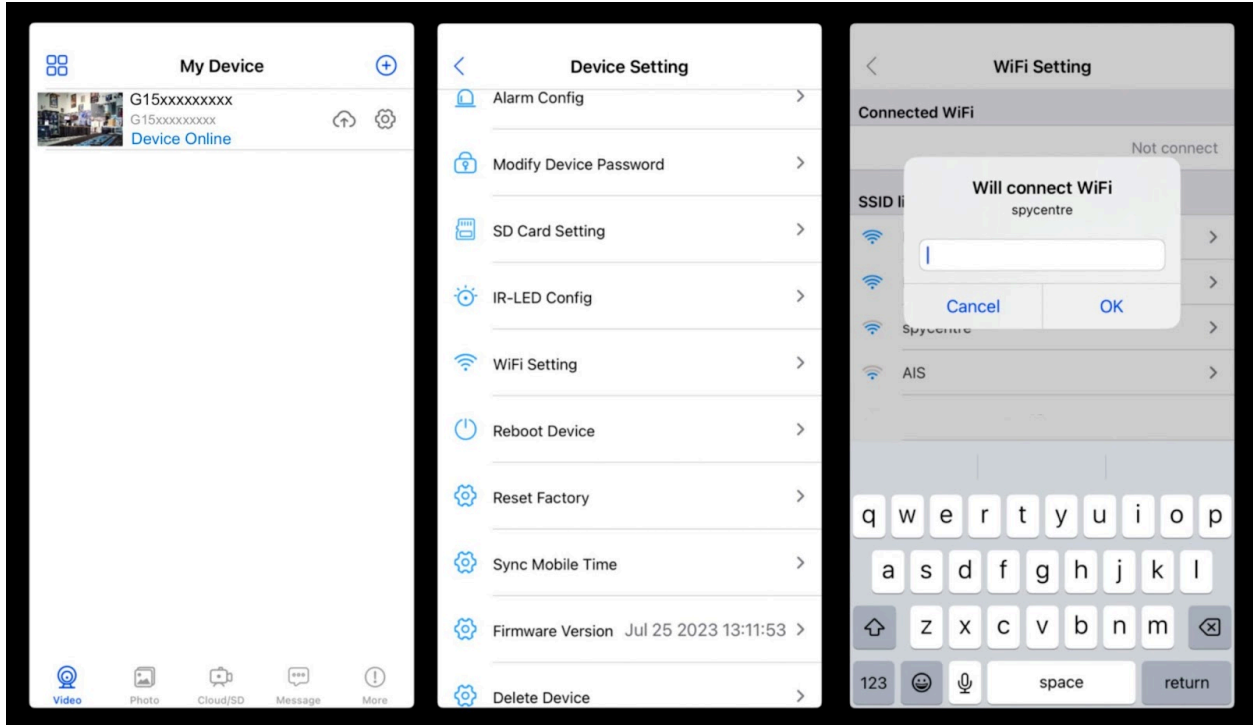 My Device
G15xxxxxxxxx
G15xxxxxxxxx
Device Online
Video
Photo
Cloud/SD
Message
More
Device Setting
Alarm Config
Modify Device Password
SD Card Setting
IR-LED Config
WiFi Setting
Reboot Device
Reset Factory
Sync Mobile Time
Firmware Version Jul 25 2023 13:11:53
Delete Device
WiFi Setting
Connected WiFi
Not connect
SSID li
Will connect WiFi
spycentre
Cancel OK
spycentre
AIS
q w e r t y u i o p
a s d f g h j k l
z x c v b n m
123 space return